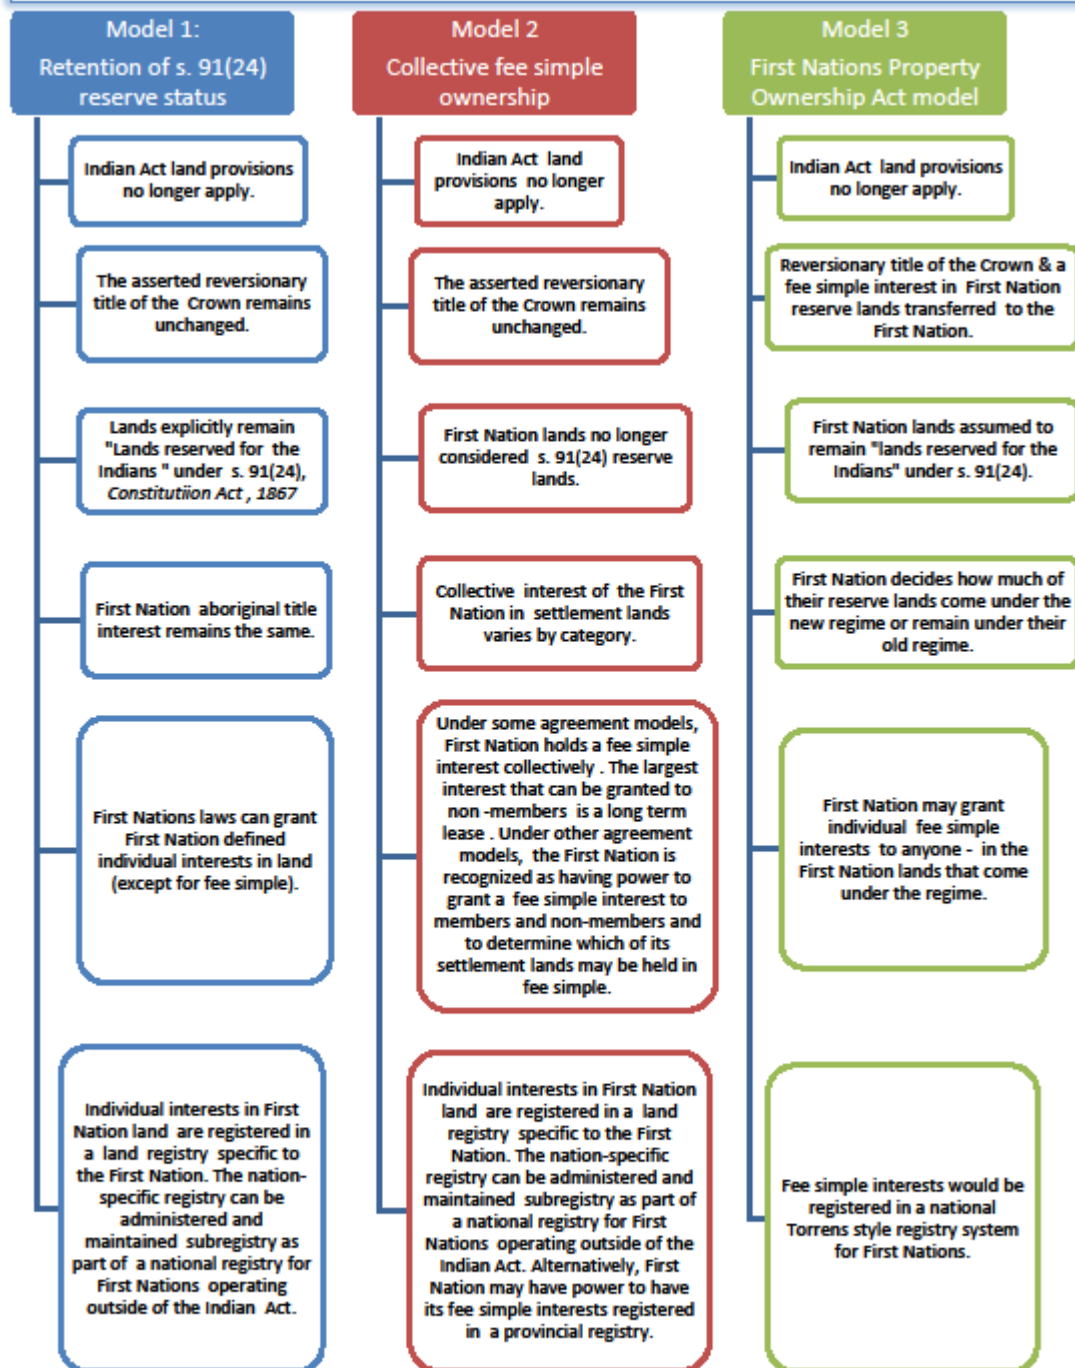 Model 1:
Retention of s. 91(24)
reserve status
Indian Act land provisions
no longer apply.
The asserted reversionary
title of the Crown remains
unchanged.
Lands explicitly remain
"Lands reserved for the
Indians " under s. 91(24),
Constitutiion Act , 1867
First Nation aboriginal title
interest remains the same.
First Nations laws can grant
First Nation defined
individual interests in land
(except for fee simple).
Individual interests in First
Nation land are registered in
a land registry specific to
the First Nation. The nation-
specific registry can be
administered and
maintained subregistry as
part of a national registry for
First Nations operating
outside of the Indian Act.
Model 2
Collective fee simple
ownership
Indian Act land
provisions no longer
apply.
The asserted reversionary
title of the Crown remains
unchanged.
First Nation lands no longer
considered s. 91(24) reserve
lands.
Collective interest of the First
Nation in settlement lands
varies by category.
Under some agreement models,
First Nation holds a fee simple
interest collectively . The largest
interest that can be granted to
non -members is a long term
lease . Under other agreement
models, the First Nation is
recognized as having power to
grant a fee simple interest to
members and non-members and
to determine which of its
settlement lands may be held in
fee simple.
Individual interests in First Nation
land are registered in a land
registry specific to the First
Nation. The nation-specific
registry can be administered and
maintained subregistry as part of
a national registry for First
Nations operating outside of the
Indian Act. Alternatively, First
Nation may have power to have
its fee simple interests registered
in a provincial registry.
Model 3
First Nations Property
Ownership Act model
Indian Act land provisions
no longer apply.
Reversionary title of the Crown & a
fee simple interest in First Nation
reserve lands transferred to the
First Nation.
First Nation lands assumed to
remain "lands reserved for the
Indians" under s. 91(24).
First Nation decides how much of
their reserve lands come under the
new regime or remain under their
old regime.
First Nation may grant
individual fee simple
interests to anyone - in the
First Nation lands that come
under the regime.
Fee simple interests would be
registered in a national
Torrens style registry system
for First Nations.